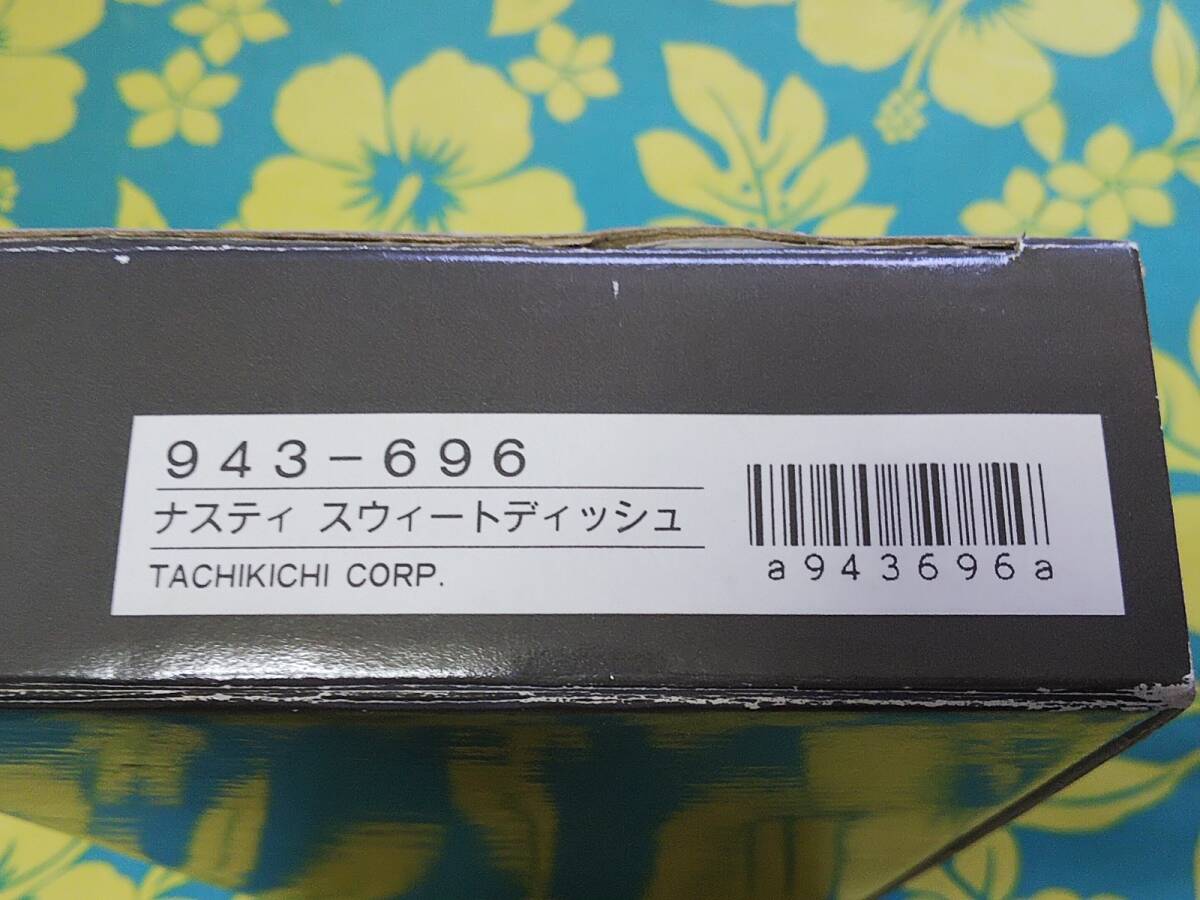 943-696
ナスティ スウィートディッシュ
TACHIKICHI CORP.
a943696a